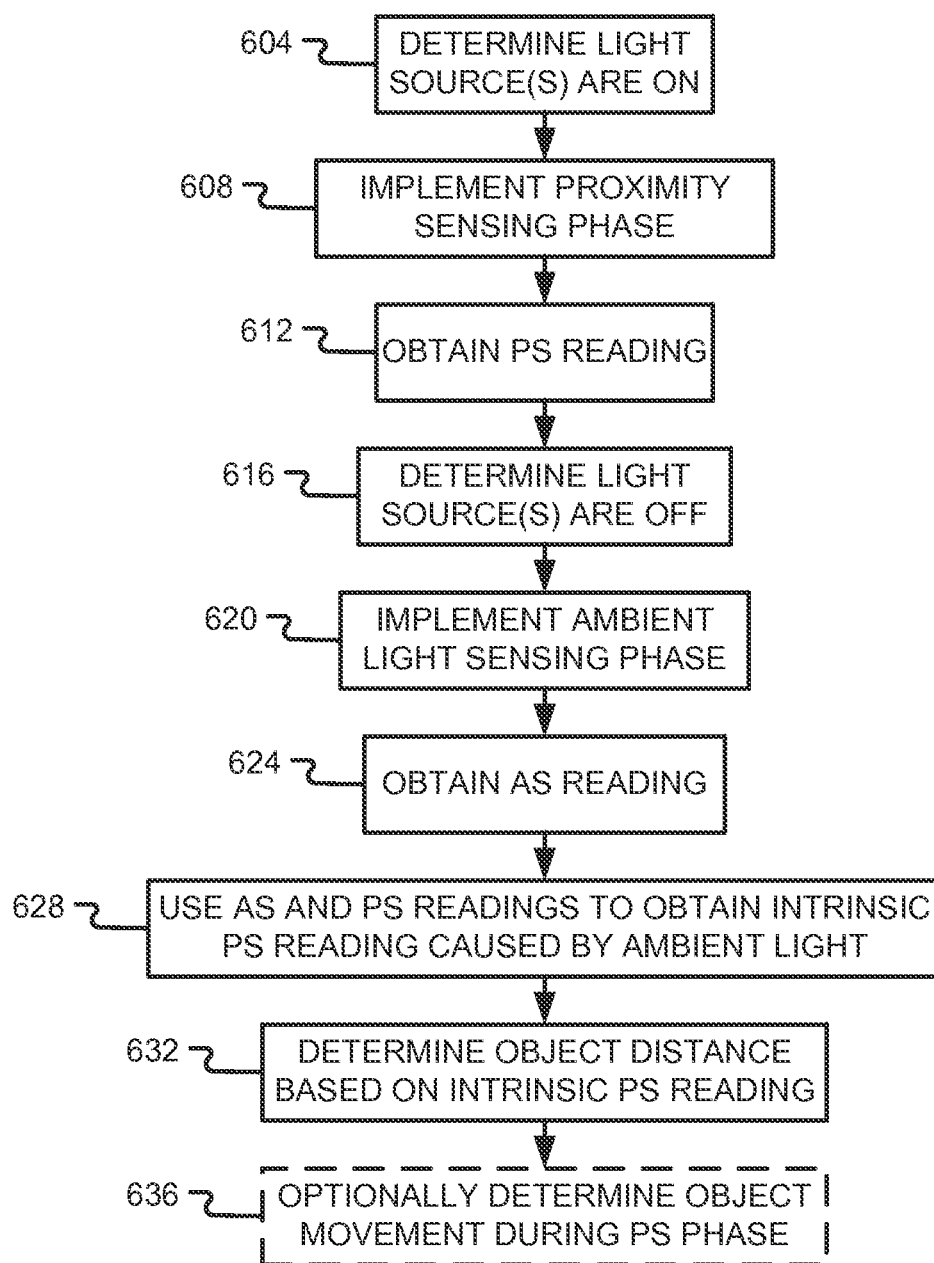 604
DETERMINE LIGHT
SOURCE(S) ARE ON
608
IMPLEMENT PROXIMITY
SENSING PHASE
612
OBTAIN PS READING
616
DETERMINE LIGHT
SOURCE(S) ARE OFF
620
IMPLEMENT AMBIENT
LIGHT SENSING PHASE
624
OBTAIN AS READING
628
USE AS AND PS READINGS TO OBTAIN INTRINSIC
PS READING CAUSED BY AMBIENT LIGHT
632
DETERMINE OBJECT DISTANCE
BASED ON INTRINSIC PS READING
636
OPTIONALLY DETERMINE OBJECT
MOVEMENT DURING PS PHASE